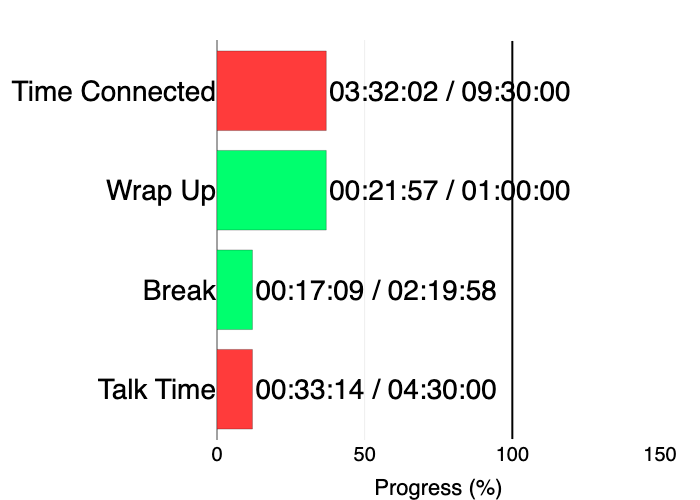 Time Connected 03:32:02 / 09:30:00
Wrap Up 00:21:57 / 01:00:00
Break 00:17:09 / 02:19:58
Talk Time 00:33:14 / 04:30:00
0 50 100 150
Progress (%)